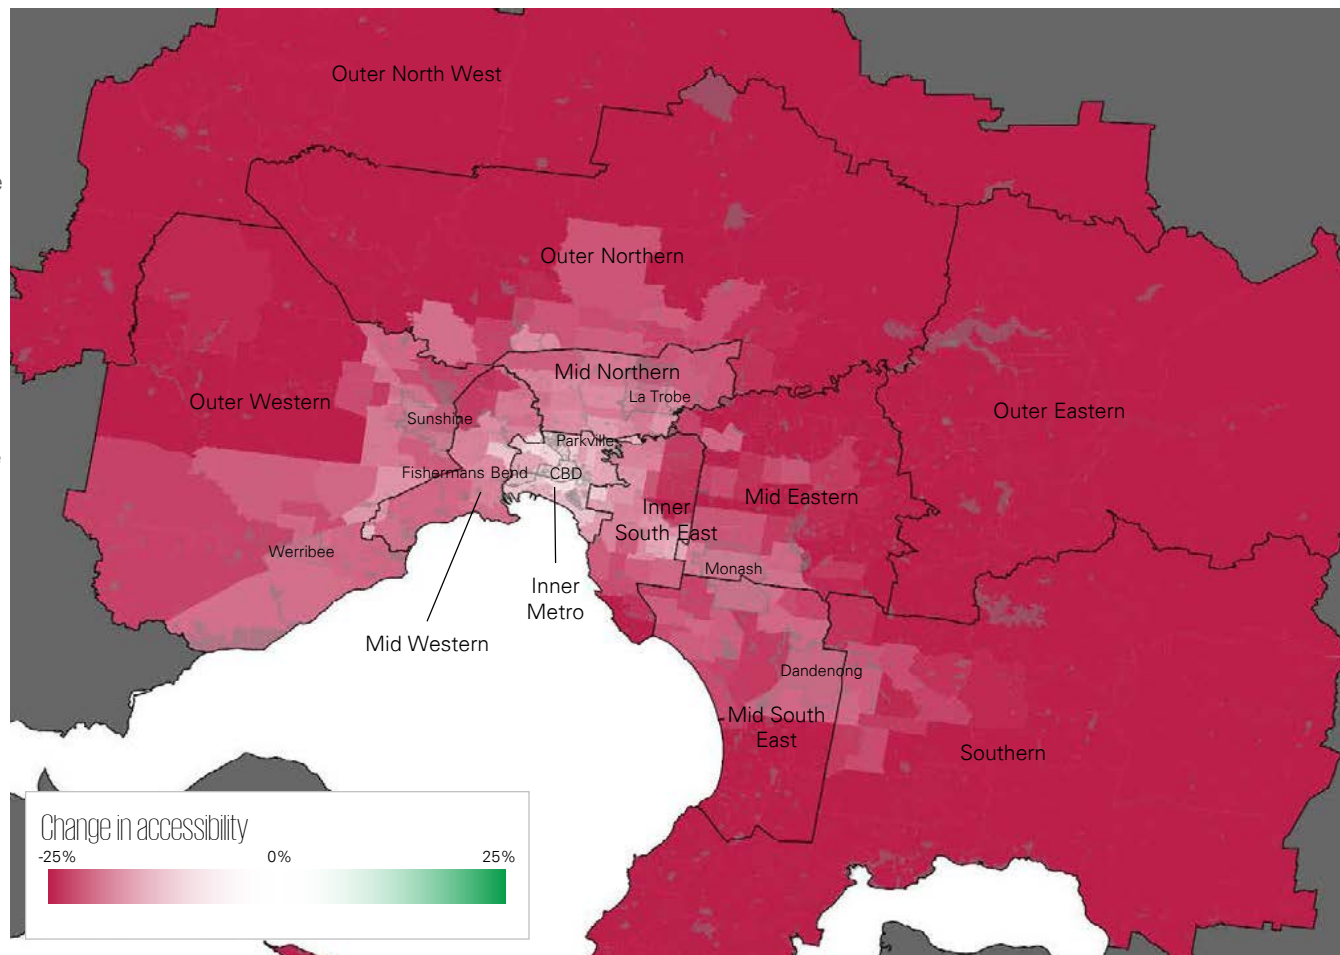 Outer North West
e
Outer Northern
Mid Northern
La Trobe
Outer Western
Outer Eastern
Sunshine
Parkville
e
Fishermans Bend
CBD
Mid Eastern
Inner
South East
Werribee
Monash
Inner
Metro
Mid Western
Dandenong
Mid South
East
Southern
Change in accessibility
-25%
0%
25%